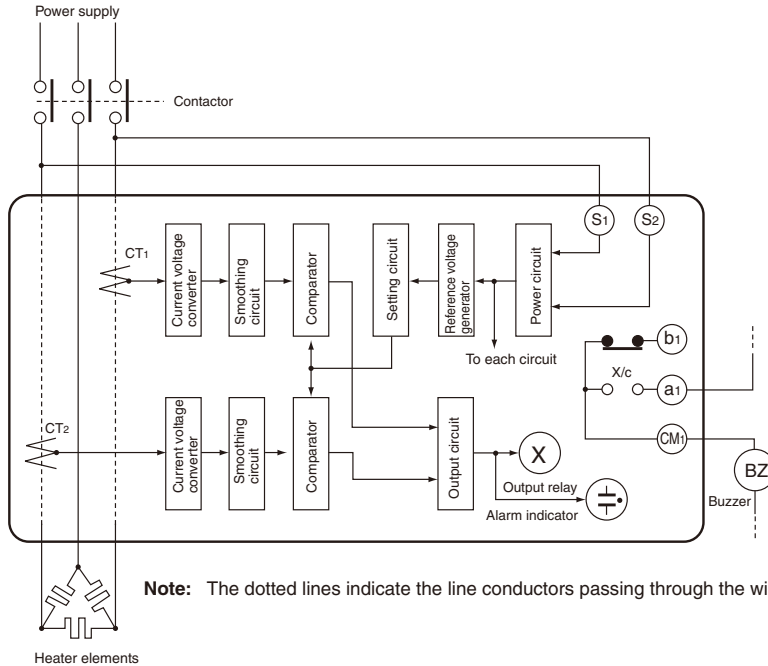 Power supply
Contactor
S1
S2
CT1
Current voltage
converter
Smoothing
circuit
Comparator
Setting circuit
Reference voltage
generator
Power circuit
To each circuit
b1
X/c
a1
CT2
Current voltage
converter
Smoothing
circuit
Comparator
Output circuit
X
Output relay
Alarm indicator
CM1
BZ
Buzzer
Note: The dotted lines indicate the line conductors passing through the wi
Heater elements